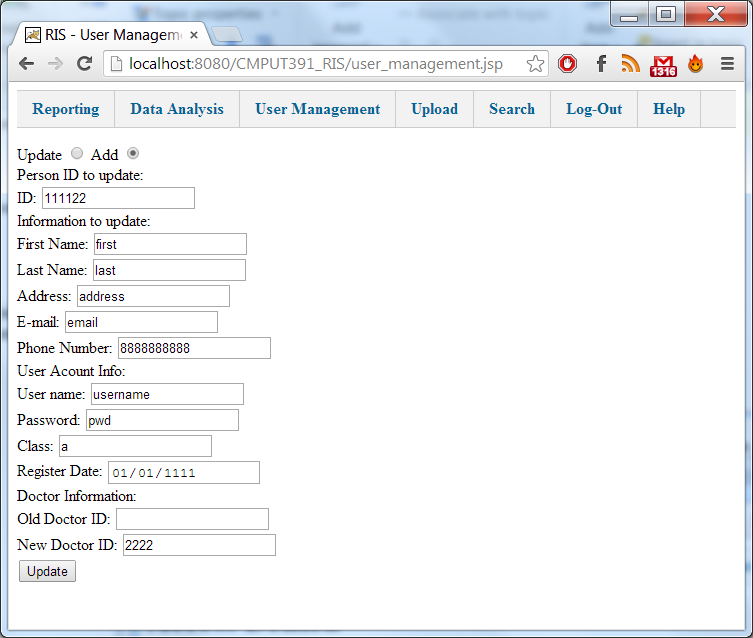 RIS - User Managem
localhost:8080/CMPUT391_RIS/user_management.jsp
1316
Reporting Data Analysis User Management Upload Search Log-Out Help
Update Add
Person ID to update:
ID: 111122
Information to update:
First Name: first
Last Name: last
Address: address
E-mail: email
Phone Number: 8888888888
User Acount Info:
User name: username
Password: pwd
Class: a
Register Date: 01/01/1111
Doctor Information:
Old Doctor ID:
New Doctor ID: 2222
Update